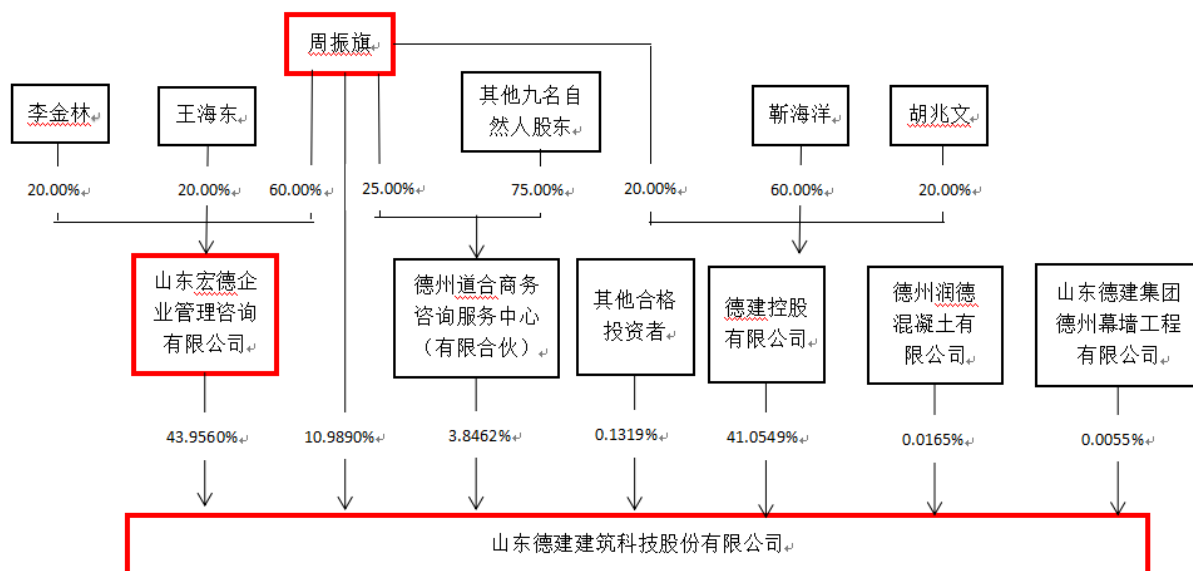 周振旗
李金林
王海东
其他九名自
然人股东
靳海洋
胡兆文
20.00%
20.00%
60.00%
25.00%
75.00%
20.00%
60.00%
20.00%
山东宏德企
业管理咨询
有限公司
德州道合商务
咨询服务中心
（有限合伙）
其他合格
投资者
德建控股
有限公司
德州润德
混凝土有
限公司
山东德建集团
德州幕墙工程
有限公司
43.9560%
10.9890%
3.8462%
0.1319%
41.0549%
0.0165%
0.0055%
山东德建建筑科技股份有限公司